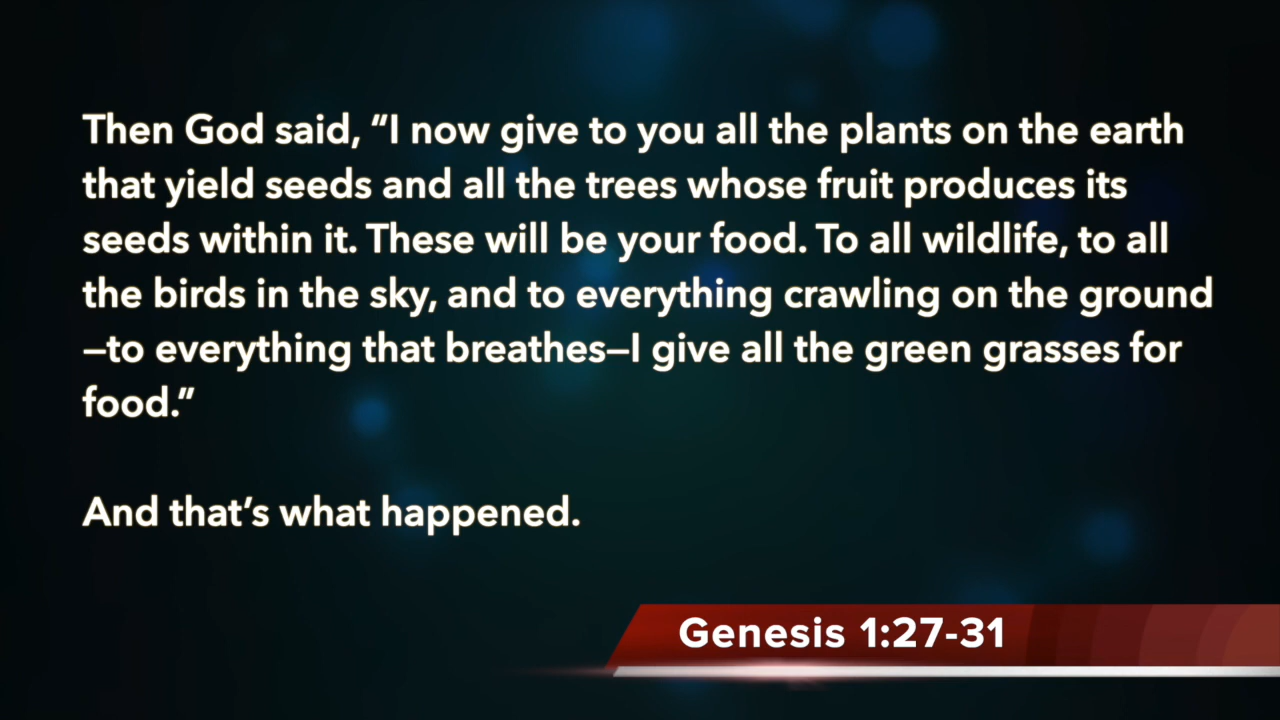 Then God said, “I now give to you all the plants on the earth
that yield seeds and all the trees whose fruit produces its
seeds within it. These will be your food. To all wildlife, to all
the birds in the sky, and to everything crawling on the ground
—to everything that breathes—I give all the green grasses for
food.”
And that’s what happened.
Genesis 1:27-31